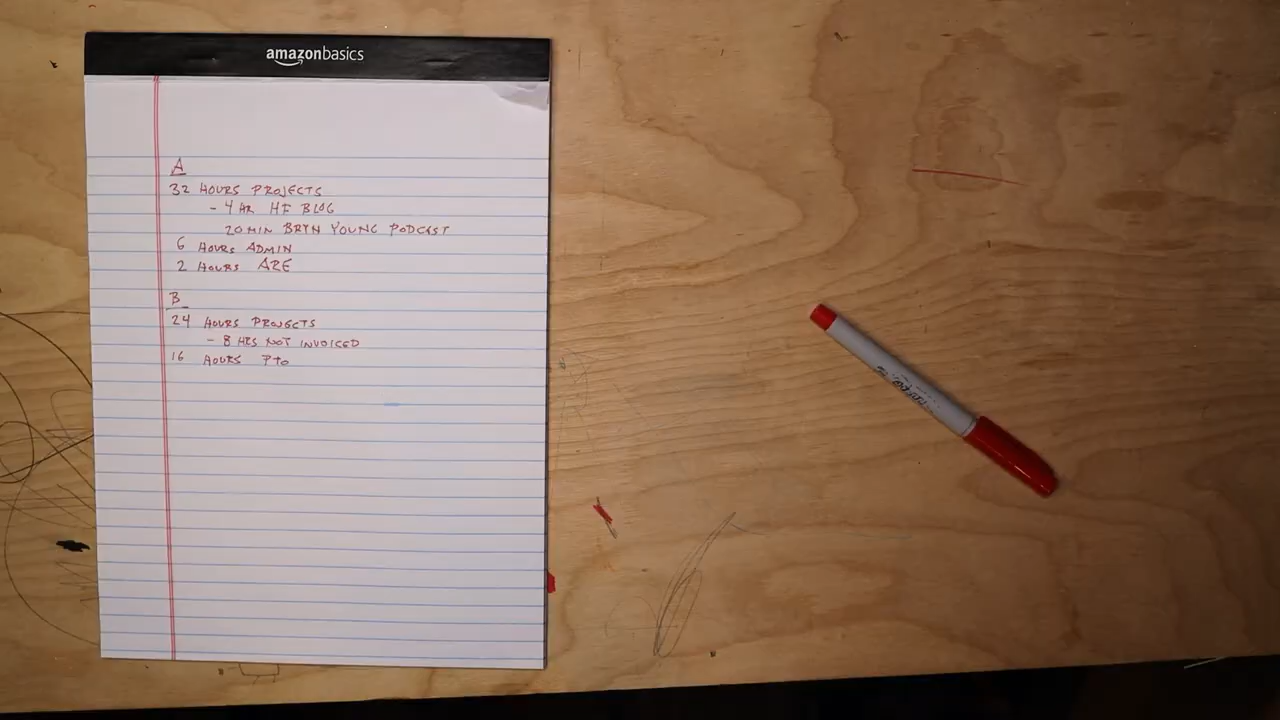 amazonbasics
A
32 HOURS PROJECTS
- 4 HR HF BLOG
20 MIN BRYN YOUNG PODCAST
6 HOURS ADMIN
2 HOURS ARE
B
24 HOURS PROJECTS
- 8 HRS NOT INVOICED
16 HOURS PTO